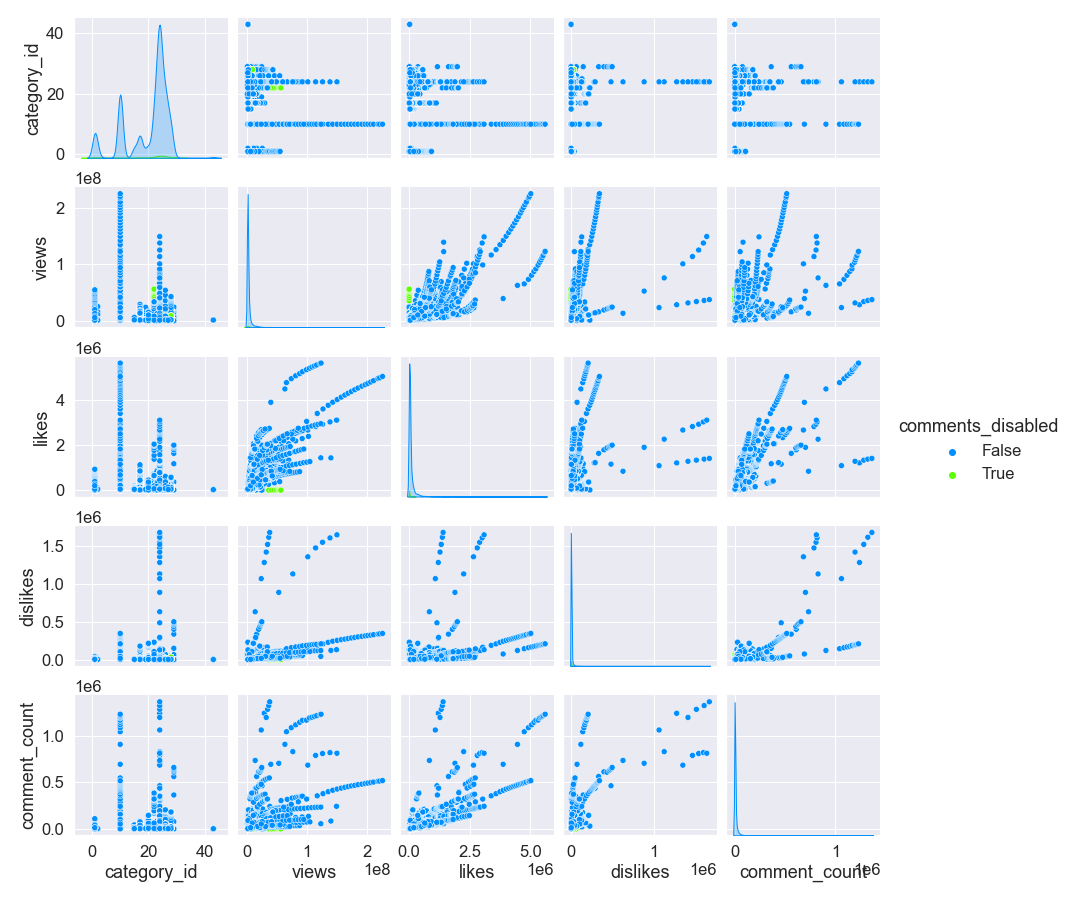 40
20
0
category_id
1e8
2
1
0
views
1e6
4
2
0
likes
1e6
1.5
1.0
0.5
0.0
dislikes
1e6
1.0
0.5
0.0
comment_count
comments_disabled
False
True
0 20 40
category_id
0 1 2
1e8
views
0.0 2.5 5.0
1e6
likes
0 1
1e6
dislikes
0 1
1e6
comment_count